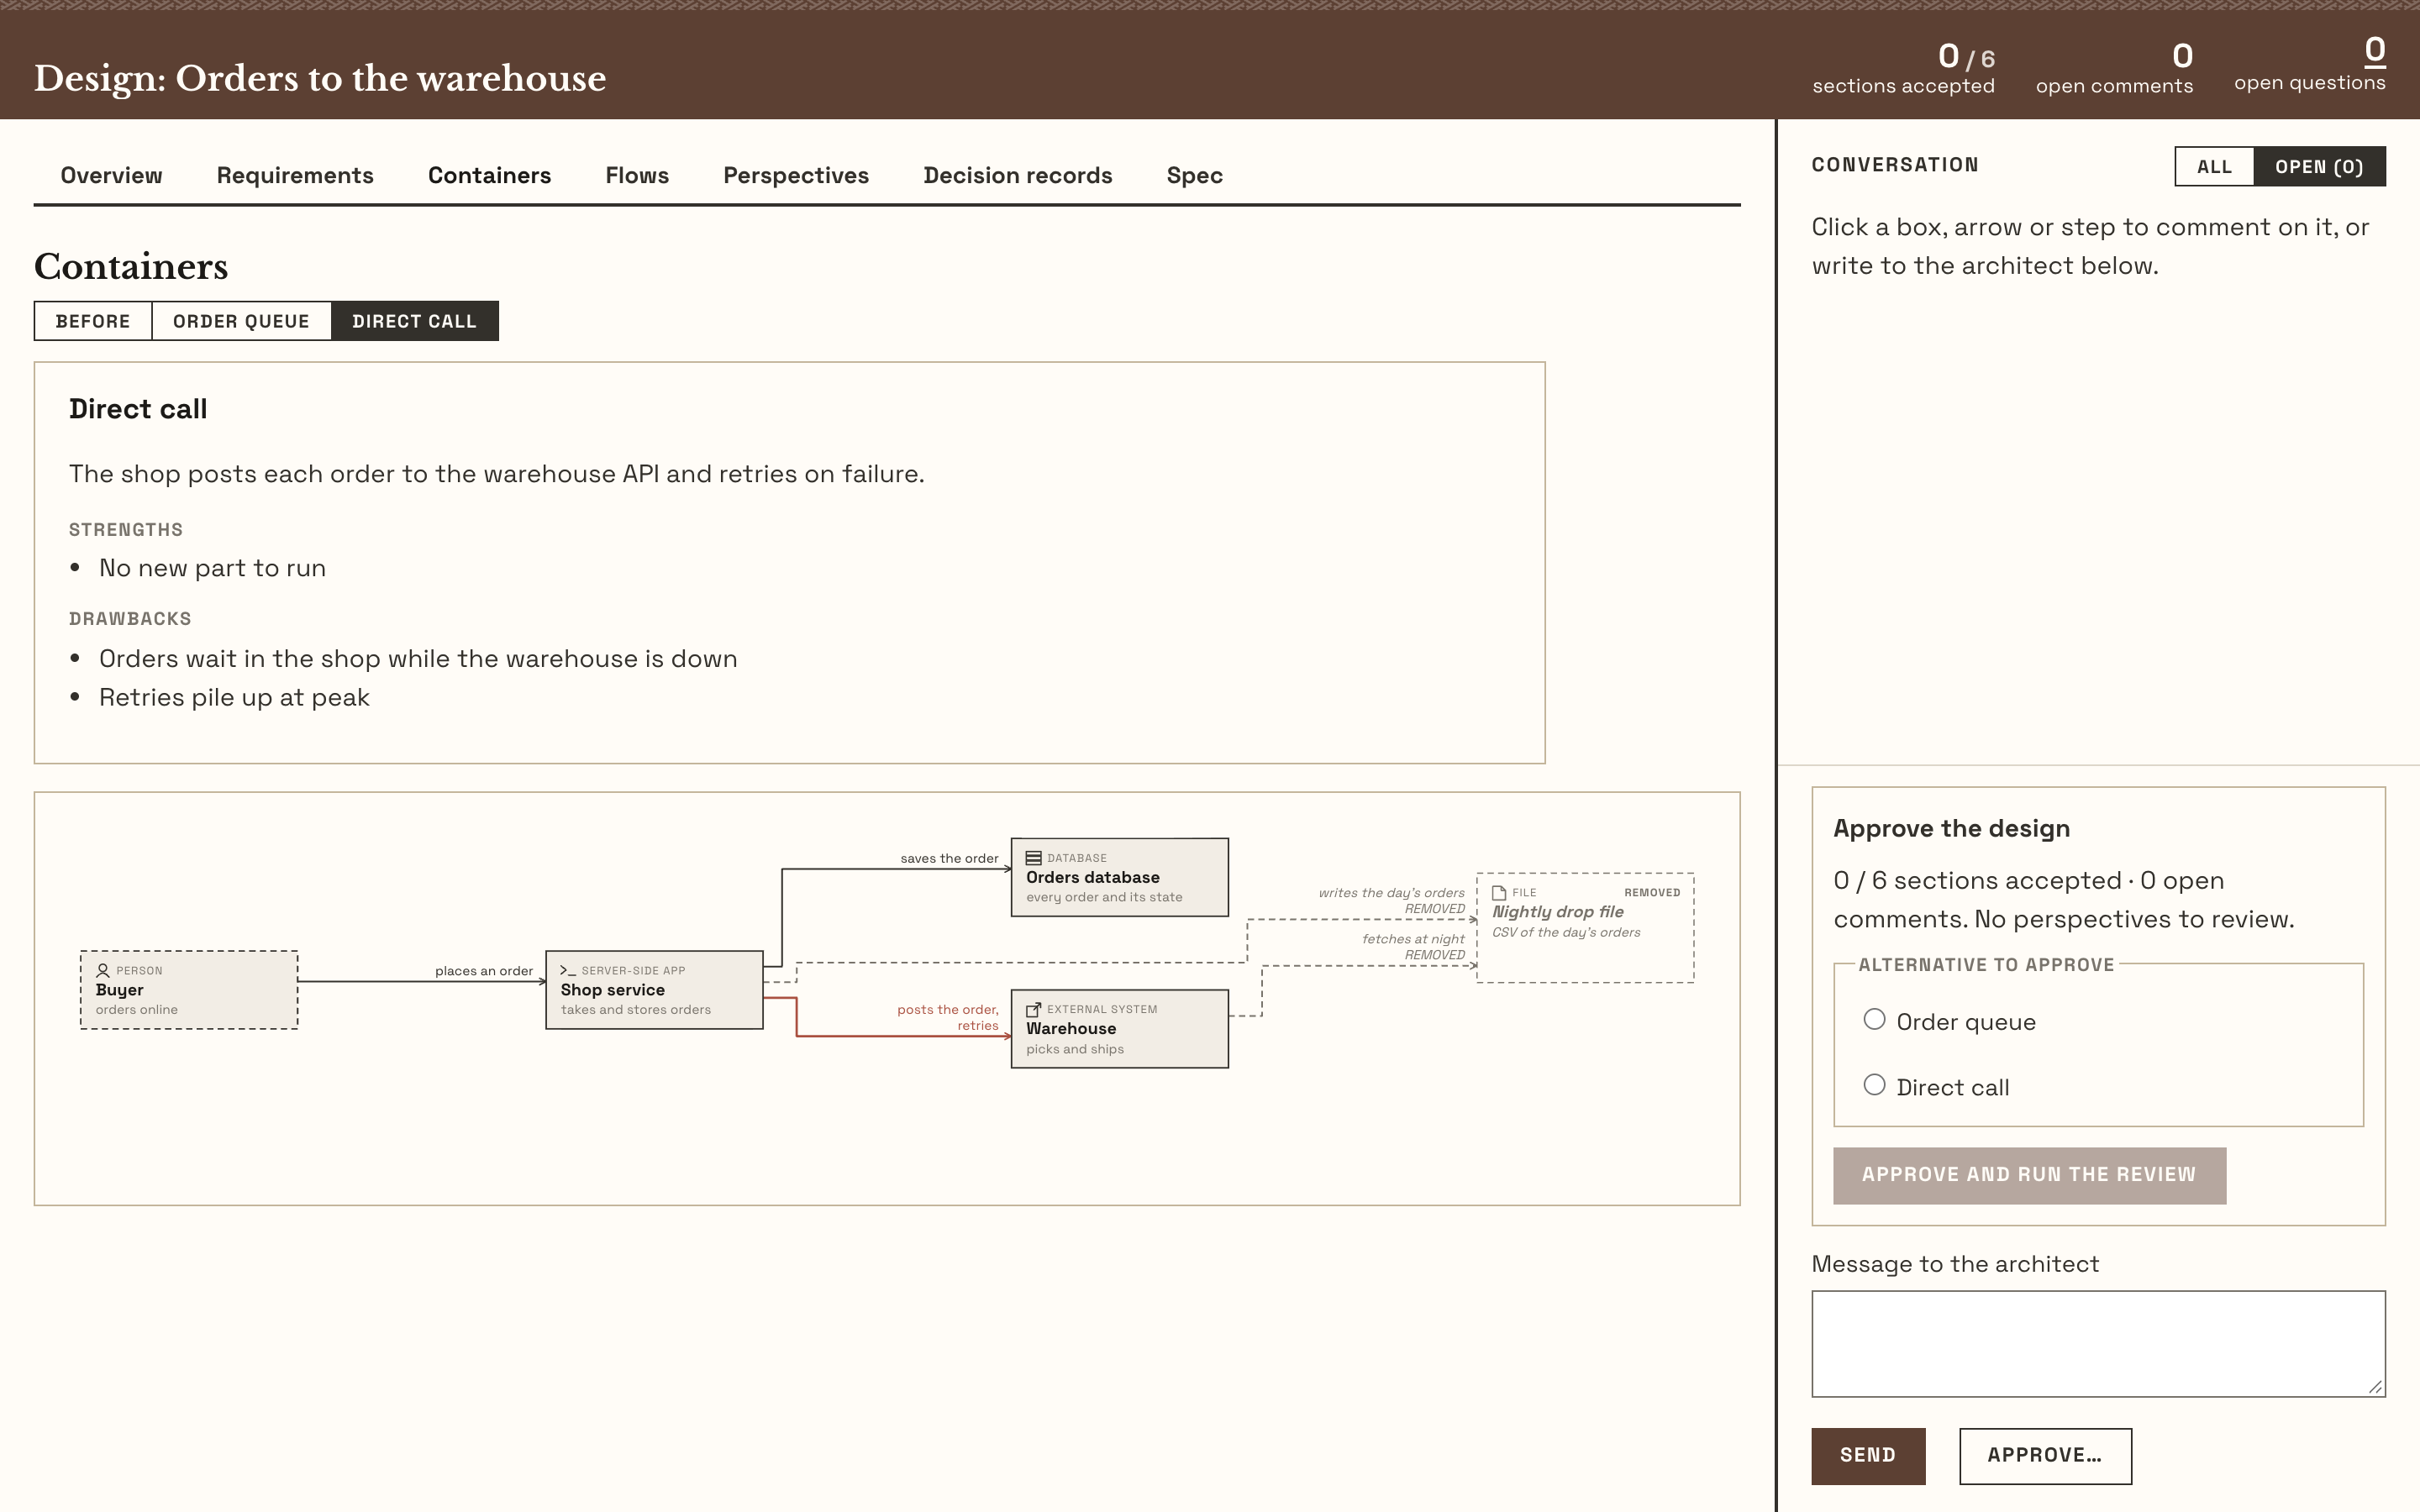 Design: Orders to the warehouse
0 / 6
sections accepted
0
open comments
0
open questions
Overview
Requirements
Containers
Flows
Perspectives
Decision records
Spec
Containers
BEFORE
ORDER QUEUE
DIRECT CALL
Direct call
The shop posts each order to the warehouse API and retries on failure.
STRENGTHS
• No new part to run
DRAWBACKS
• Orders wait in the shop while the warehouse is down
• Retries pile up at peak
PERSON
Buyer
orders online
places an order
SERVER-SIDE APP
Shop service
takes and stores orders
saves the order
DATABASE
Orders database
every order and its state
posts the order,
retries
EXTERNAL SYSTEM
Warehouse
picks and ships
writes the day's orders
REMOVED
fetches at night
REMOVED
FILE
REMOVED
Nightly drop file
CSV of the day's orders
CONVERSATION
ALL
OPEN (0)
Click a box, arrow or step to comment on it, or
write to the architect below.
Approve the design
0 / 6 sections accepted · 0 open
comments. No perspectives to review.
ALTERNATIVE TO APPROVE
Order queue
Direct call
APPROVE AND RUN THE REVIEW
Message to the architect
SEND
APPROVE…